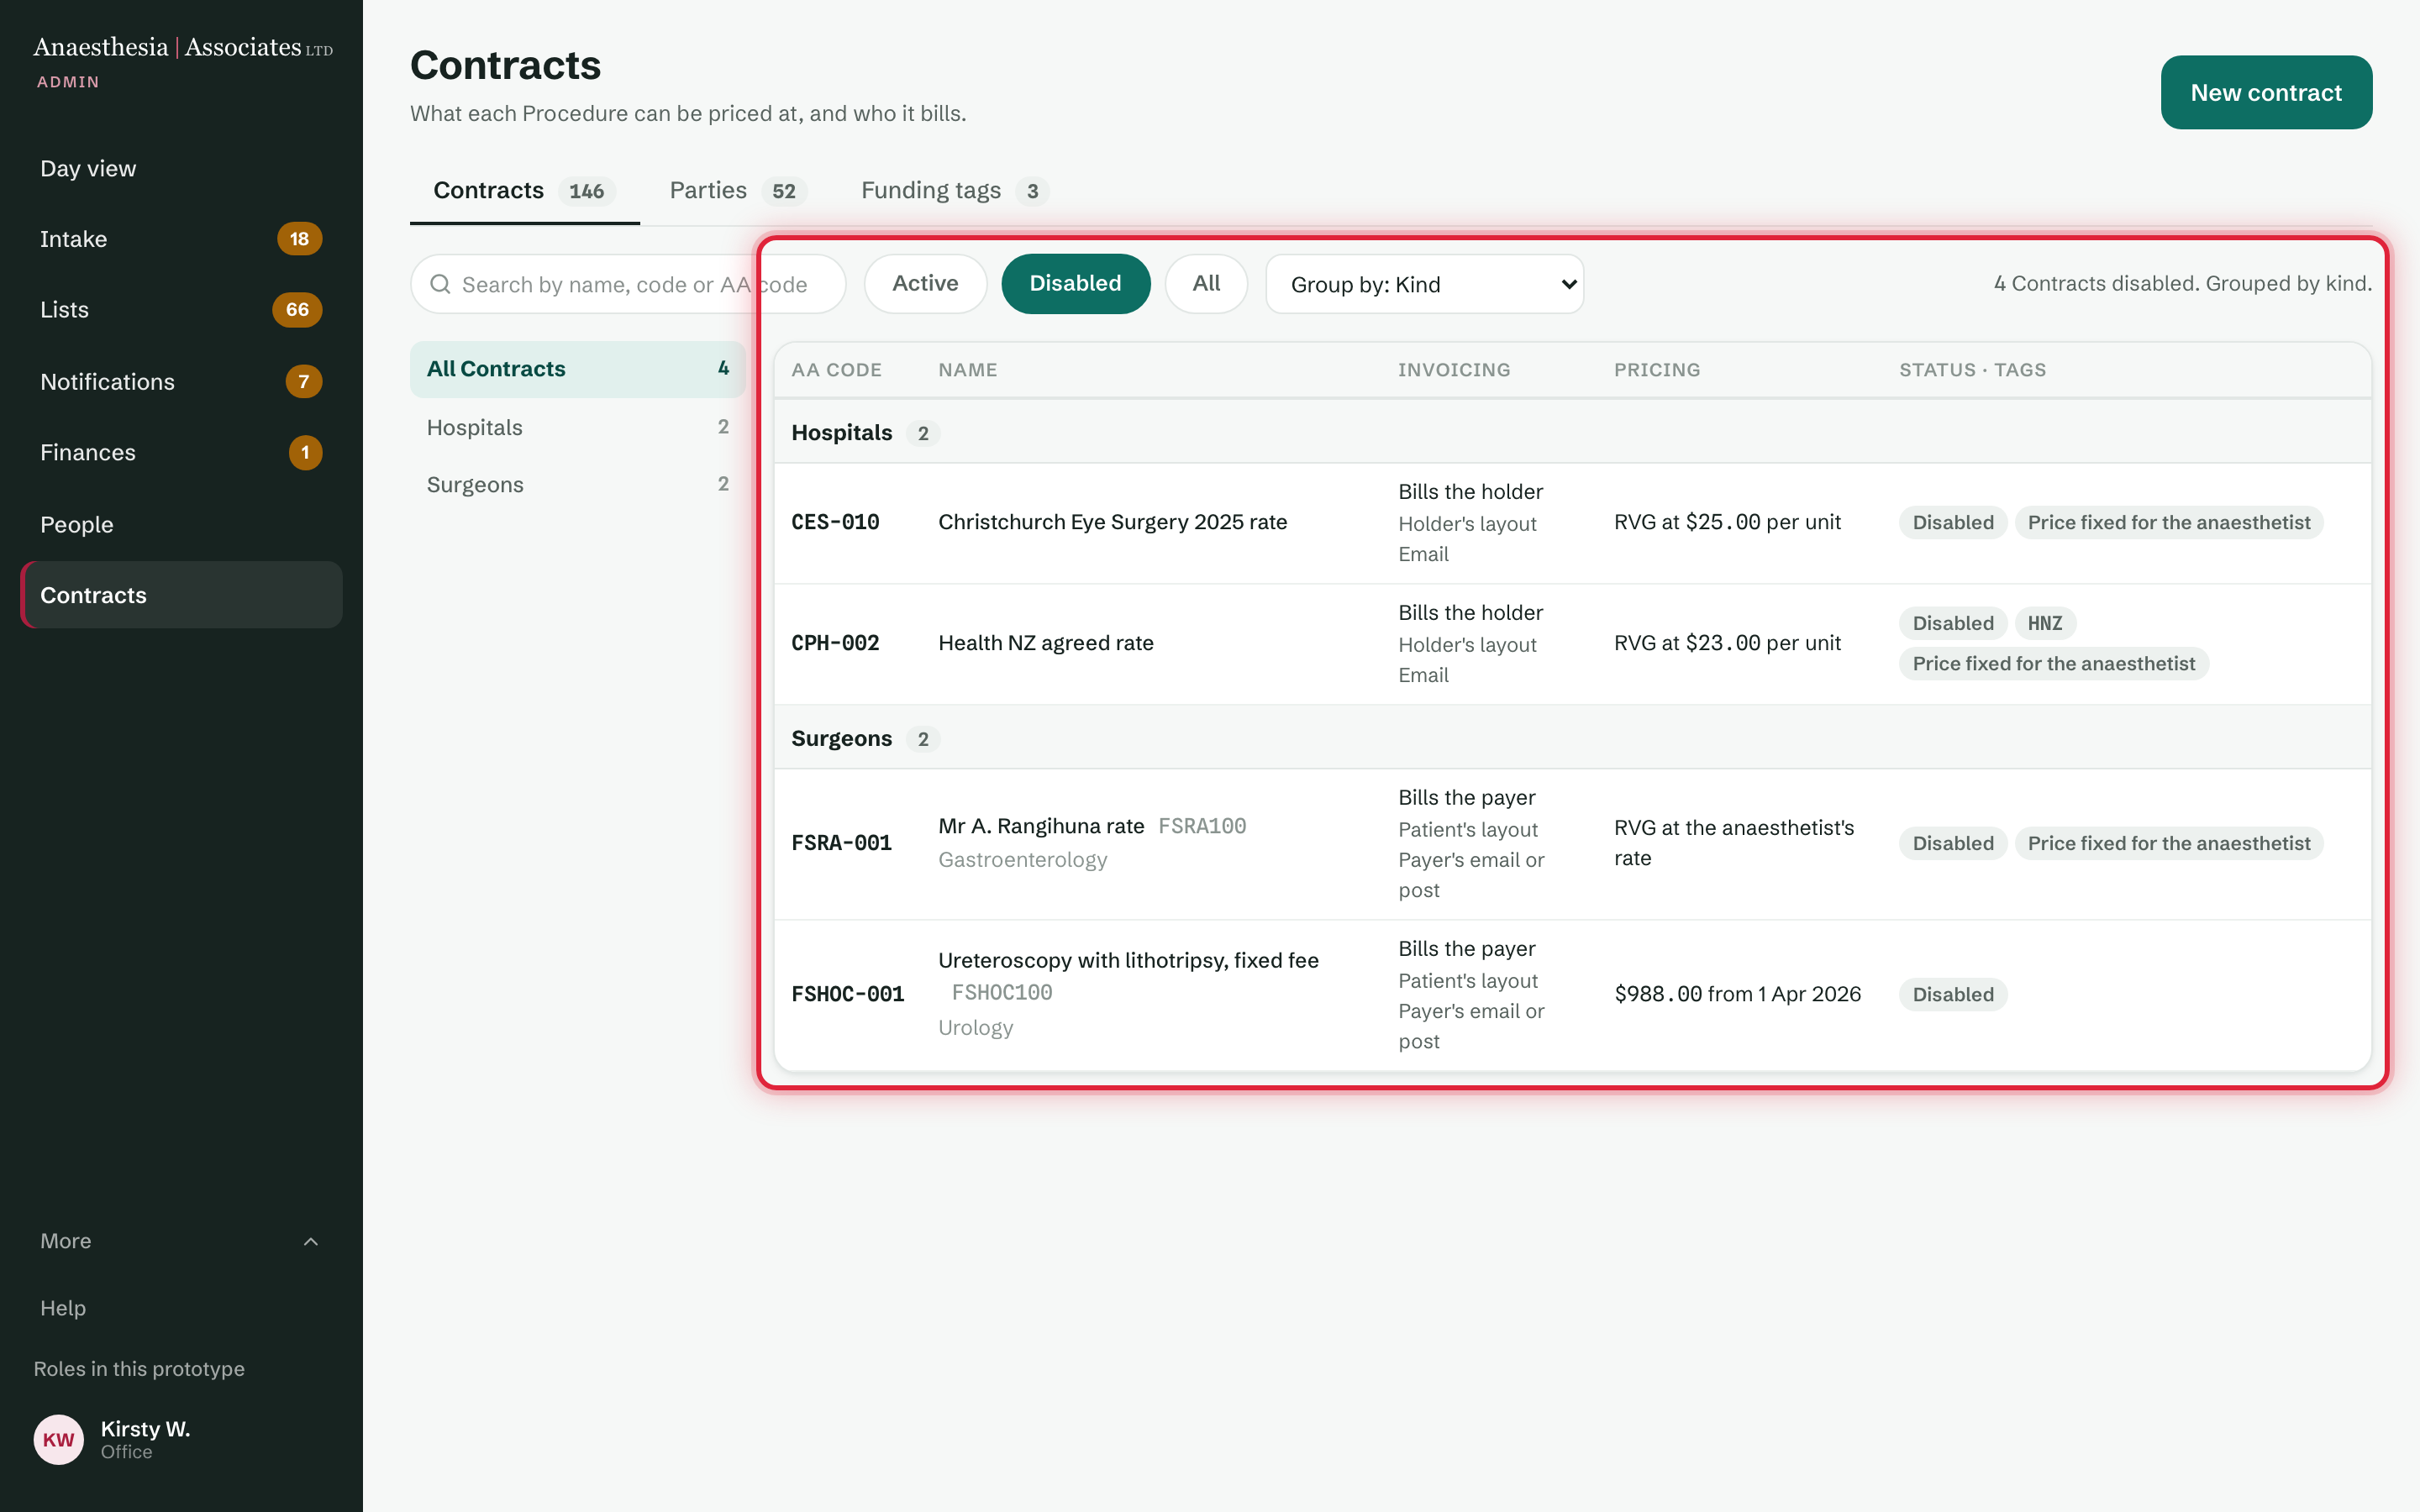 Anaesthesia | Associates LTD
ADMIN
Day view
Intake 18
Lists 66
Notifications 7
Finances 1
People
Contracts
More
Help
Roles in this prototype
KW
Kirsty W.
Office
Contracts
What each Procedure can be priced at, and who it bills.
New contract
Contracts 146 Parties 52 Funding tags 3
Search by name, code or AA code Active Disabled All Group by: Kind 4 Contracts disabled. Grouped by kind.
All Contracts 4
Hospitals 2
Surgeons 2
AA CODE NAME INVOICING PRICING STATUS · TAGS
Hospitals 2
CES-010 Christchurch Eye Surgery 2025 rate Bills the holder
Holder's layout
Email
RVG at $25.00 per unit Disabled Price fixed for the anaesthetist
CPH-002 Health NZ agreed rate Bills the holder
Holder's layout
Email
RVG at $23.00 per unit Disabled HNZ
Price fixed for the anaesthetist
Surgeons 2
FSRA-001 Mr A. Rangihuna rate FSRA100
Gastroenterology
Bills the payer
Patient's layout
Payer's email or
post
RVG at the anaesthetist's
rate
Disabled Price fixed for the anaesthetist
FSHOC-001 Ureteroscopy with lithotripsy, fixed fee
FSHOC100
Urology
Bills the payer
Patient's layout
Payer's email or
post
$988.00 from 1 Apr 2026 Disabled